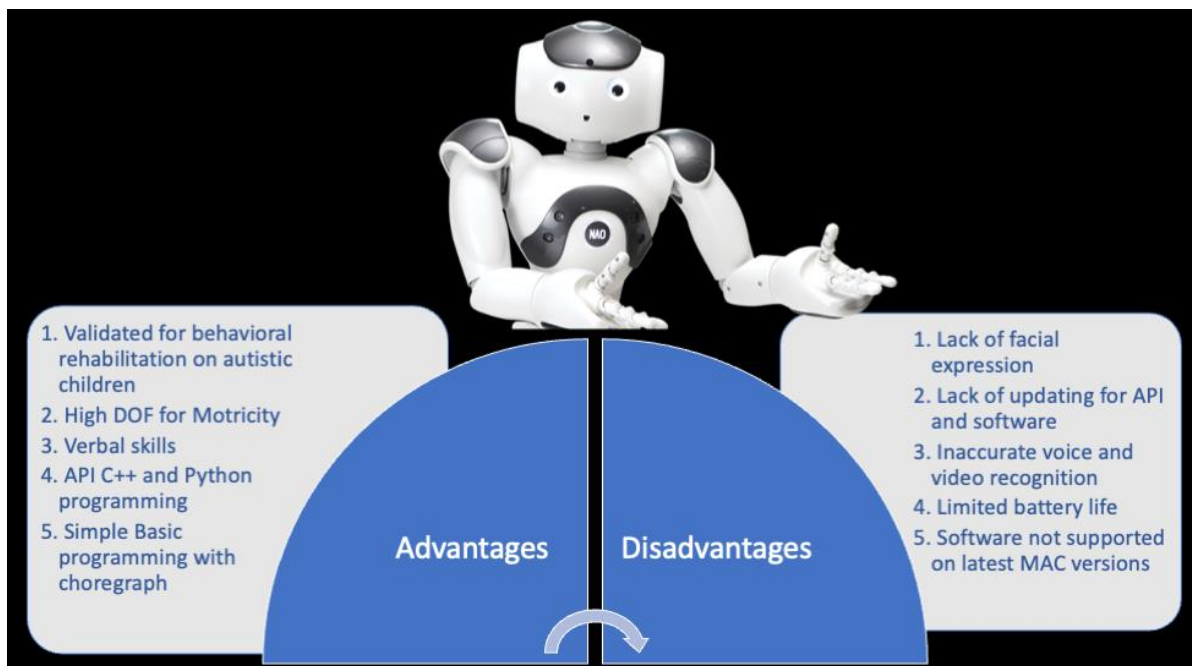 NAO
1. Validated for behavioral
rehabilitation on autistic
children
2. High DOF for Motricity
3. Verbal skills
4. API C++ and Python
programming
5. Simple Basic
programming with
choregraph
Advantages
Disadvantages
1. Lack of facial
expression
2. Lack of updating for API
and software
3. Inaccurate voice and
video recognition
4. Limited battery life
5. Software not supported
on latest MAC versions